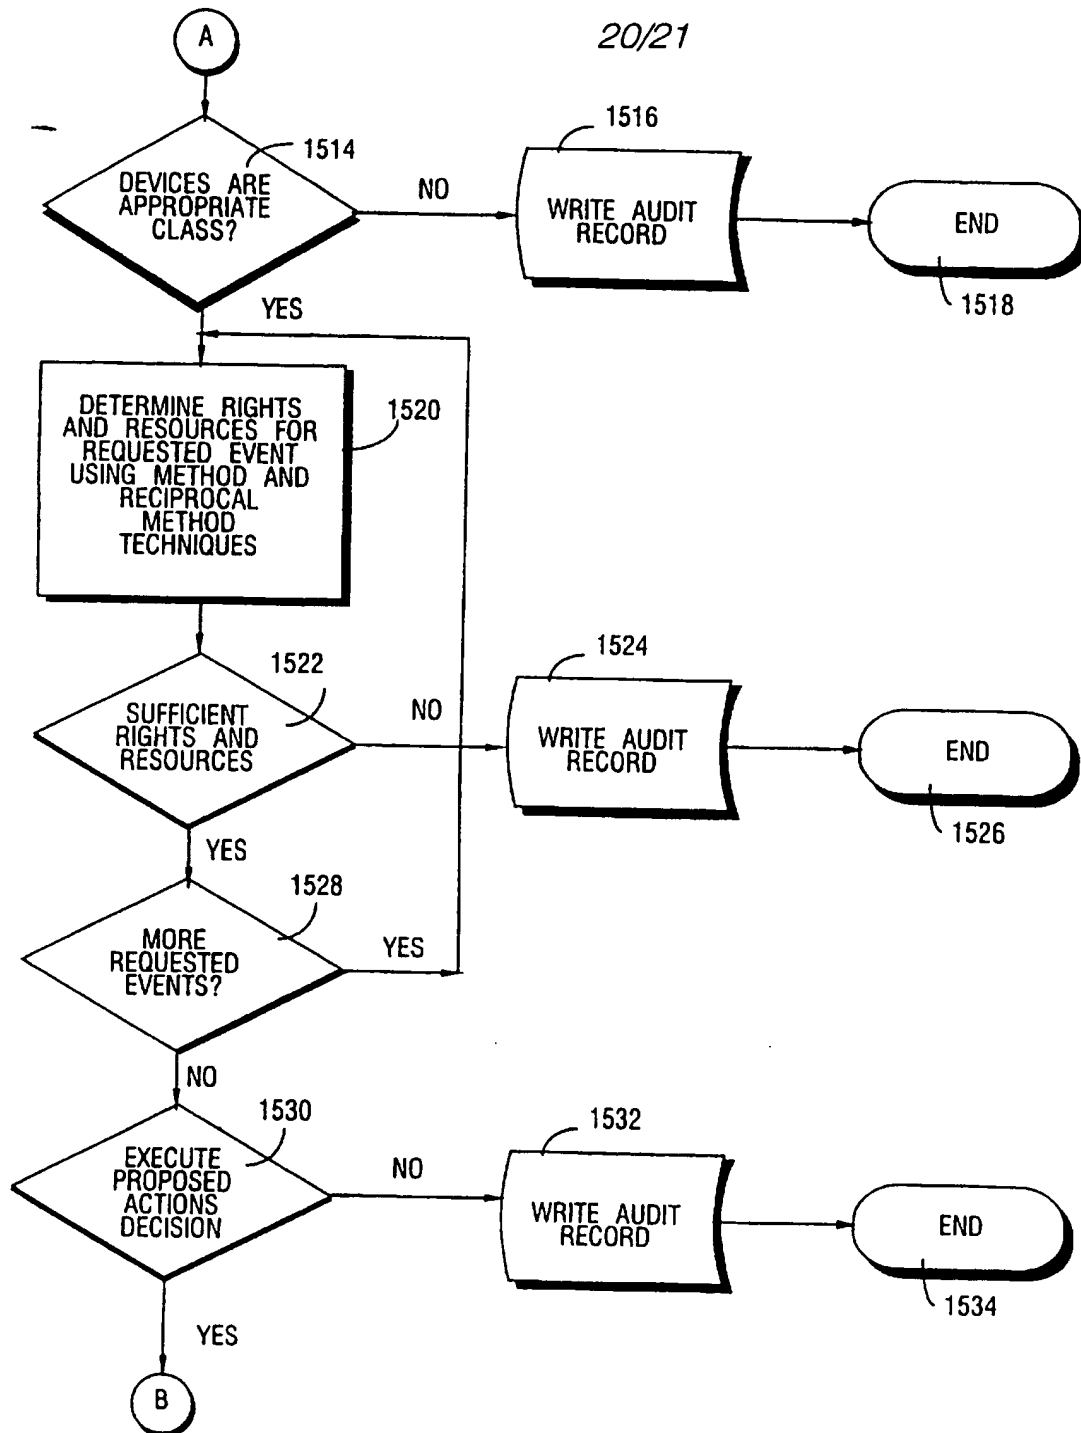 A
20/21
1514
DEVICES ARE
APPROPRIATE
CLASS?
NO
1516
WRITE AUDIT
RECORD
END
1518
YES
DETERMINE RIGHTS
AND RESOURCES FOR
REQUESTED EVENT
USING METHOD AND
RECIPROCAL
METHOD
TECHNIQUES
1520
1522
SUFFICIENT
RIGHTS AND
RESOURCES
NO
1524
WRITE AUDIT
RECORD
END
1526
YES
1528
MORE
REQUESTED
EVENTS?
YES
NO
1530
EXECUTE
PROPOSED
ACTIONS
DECISION
NO
1532
WRITE AUDIT
RECORD
END
1534
YES
B